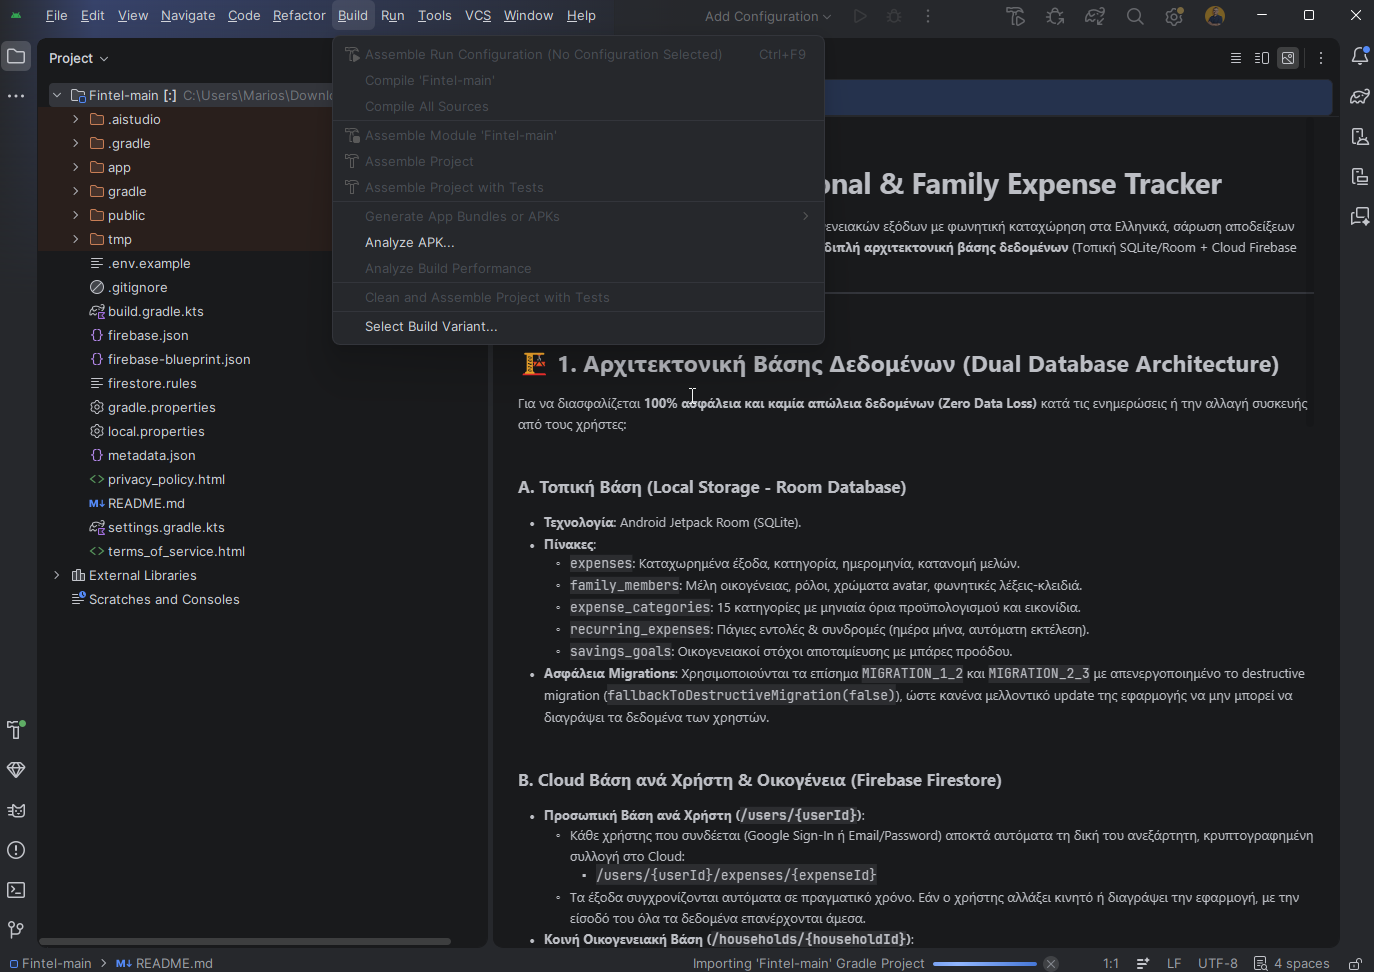 File Edit View Navigate Code Refactor Build Run Tools VCS Window Help Add Configuration
Project
Fintel-main [:] C:\Users\Marios\Downlo
.aistudio
.gradle
app
gradle
public
tmp
.env.example
.gitignore
build.gradle.kts
firebase.json
firebase-blueprint.json
firestore.rules
gradle.properties
local.properties
metadata.json
privacy_policy.html
README.md
settings.gradle.kts
terms_of_service.html
External Libraries
Scratches and Consoles
Assemble Run Configuration (No Configuration Selected) Ctrl+F9
Compile 'Fintel-main'
Compile All Sources
Assemble Module 'Fintel-main'
Assemble Project
Assemble Project with Tests
Generate App Bundles or APKs
Analyze APK...
Analyze Build Performance
Clean and Assemble Project with Tests
Select Build Variant...
onal & Family Expense Tracker
γενειακών εξόδων με φωνητική καταχώρηση στα Ελληνικά, σάρωση αποδείξεων
διπλή αρχιτεκτονική βάσης δεδομένων (Τοπική SQLite/Room + Cloud Firebase
1. Αρχιτεκτονική Βάσης Δεδομένων (Dual Database Architecture)
Για να διασφαλίζεται 100% ασφάλεια και καμία απώλεια δεδομένων (Zero Data Loss) κατά τις ενημερώσεις ή την αλλαγή συσκευής
από τους χρήστες:
A. Τοπική Βάση (Local Storage - Room Database)
• Τεχνολογία: Android Jetpack Room (SQLite).
• Πίνακες:
◦ expenses: Καταχωρημένα έξοδα, κατηγορία, ημερομηνία, κατανομή μελών.
◦ family_members: Μέλη οικογένειας, ρόλοι, χρώματα avatar, φωνητικές λέξεις-κλειδιά.
◦ expense_categories: 15 κατηγορίες με μηνιαία όρια προϋπολογισμού και εικονίδια.
◦ recurring_expenses: Πάγιες εντολές & συνδρομές (ημέρα μήνα, αυτόματη εκτέλεση).
◦ savings_goals: Οικογενειακοί στόχοι αποταμίευσης με μπάρες προόδου.
• Ασφάλεια Migrations: Χρησιμοποιούνται τα επίσημα MIGRATION_1_2 και MIGRATION_2_3 με απενεργοποιημένο το destructive
migration (fallbackToDestructiveMigration(false)), ώστε κανένα μελλοντικό update της εφαρμογής να μην μπορεί να
διαγράψει τα δεδομένα των χρηστών.
B. Cloud Βάση ανά Χρήστη & Οικογένεια (Firebase Firestore)
• Προσωπική Βάση ανά Χρήστη (/users/{userId}):
◦ Κάθε χρήστης που συνδέεται (Google Sign-In ή Email/Password) αποκτά αυτόματα τη δική του ανεξάρτητη, κρυπτογραφημένη
συλλογή στο Cloud:
▪ /users/{userId}/expenses/{expenseId}
◦ Τα έξοδα συγχρονίζονται αυτόματα σε πραγματικό χρόνο. Εάν ο χρήστης αλλάξει κινητό ή διαγράψει την εφαρμογή, με την
είσοδό του όλα τα δεδομένα επανέρχονται άμεσα.
• Κοινή Οικογενειακή Βάση (/households/{householdId}):
Fintel-main > M↓ README.md Importing 'Fintel-main' Gradle Project 1:1 LF UTF-8 4 spaces